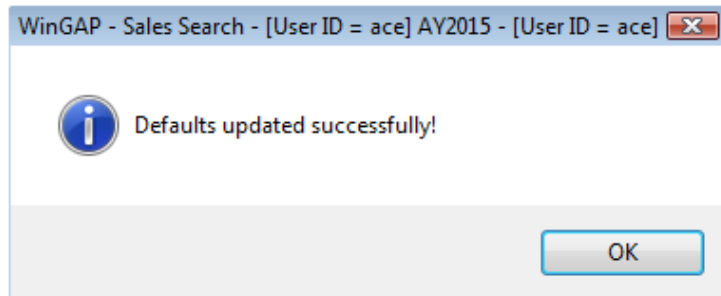 WinGAP - Sales Search - [User ID = ace] AY2015 - [User ID = ace]
Defaults updated successfully!
OK